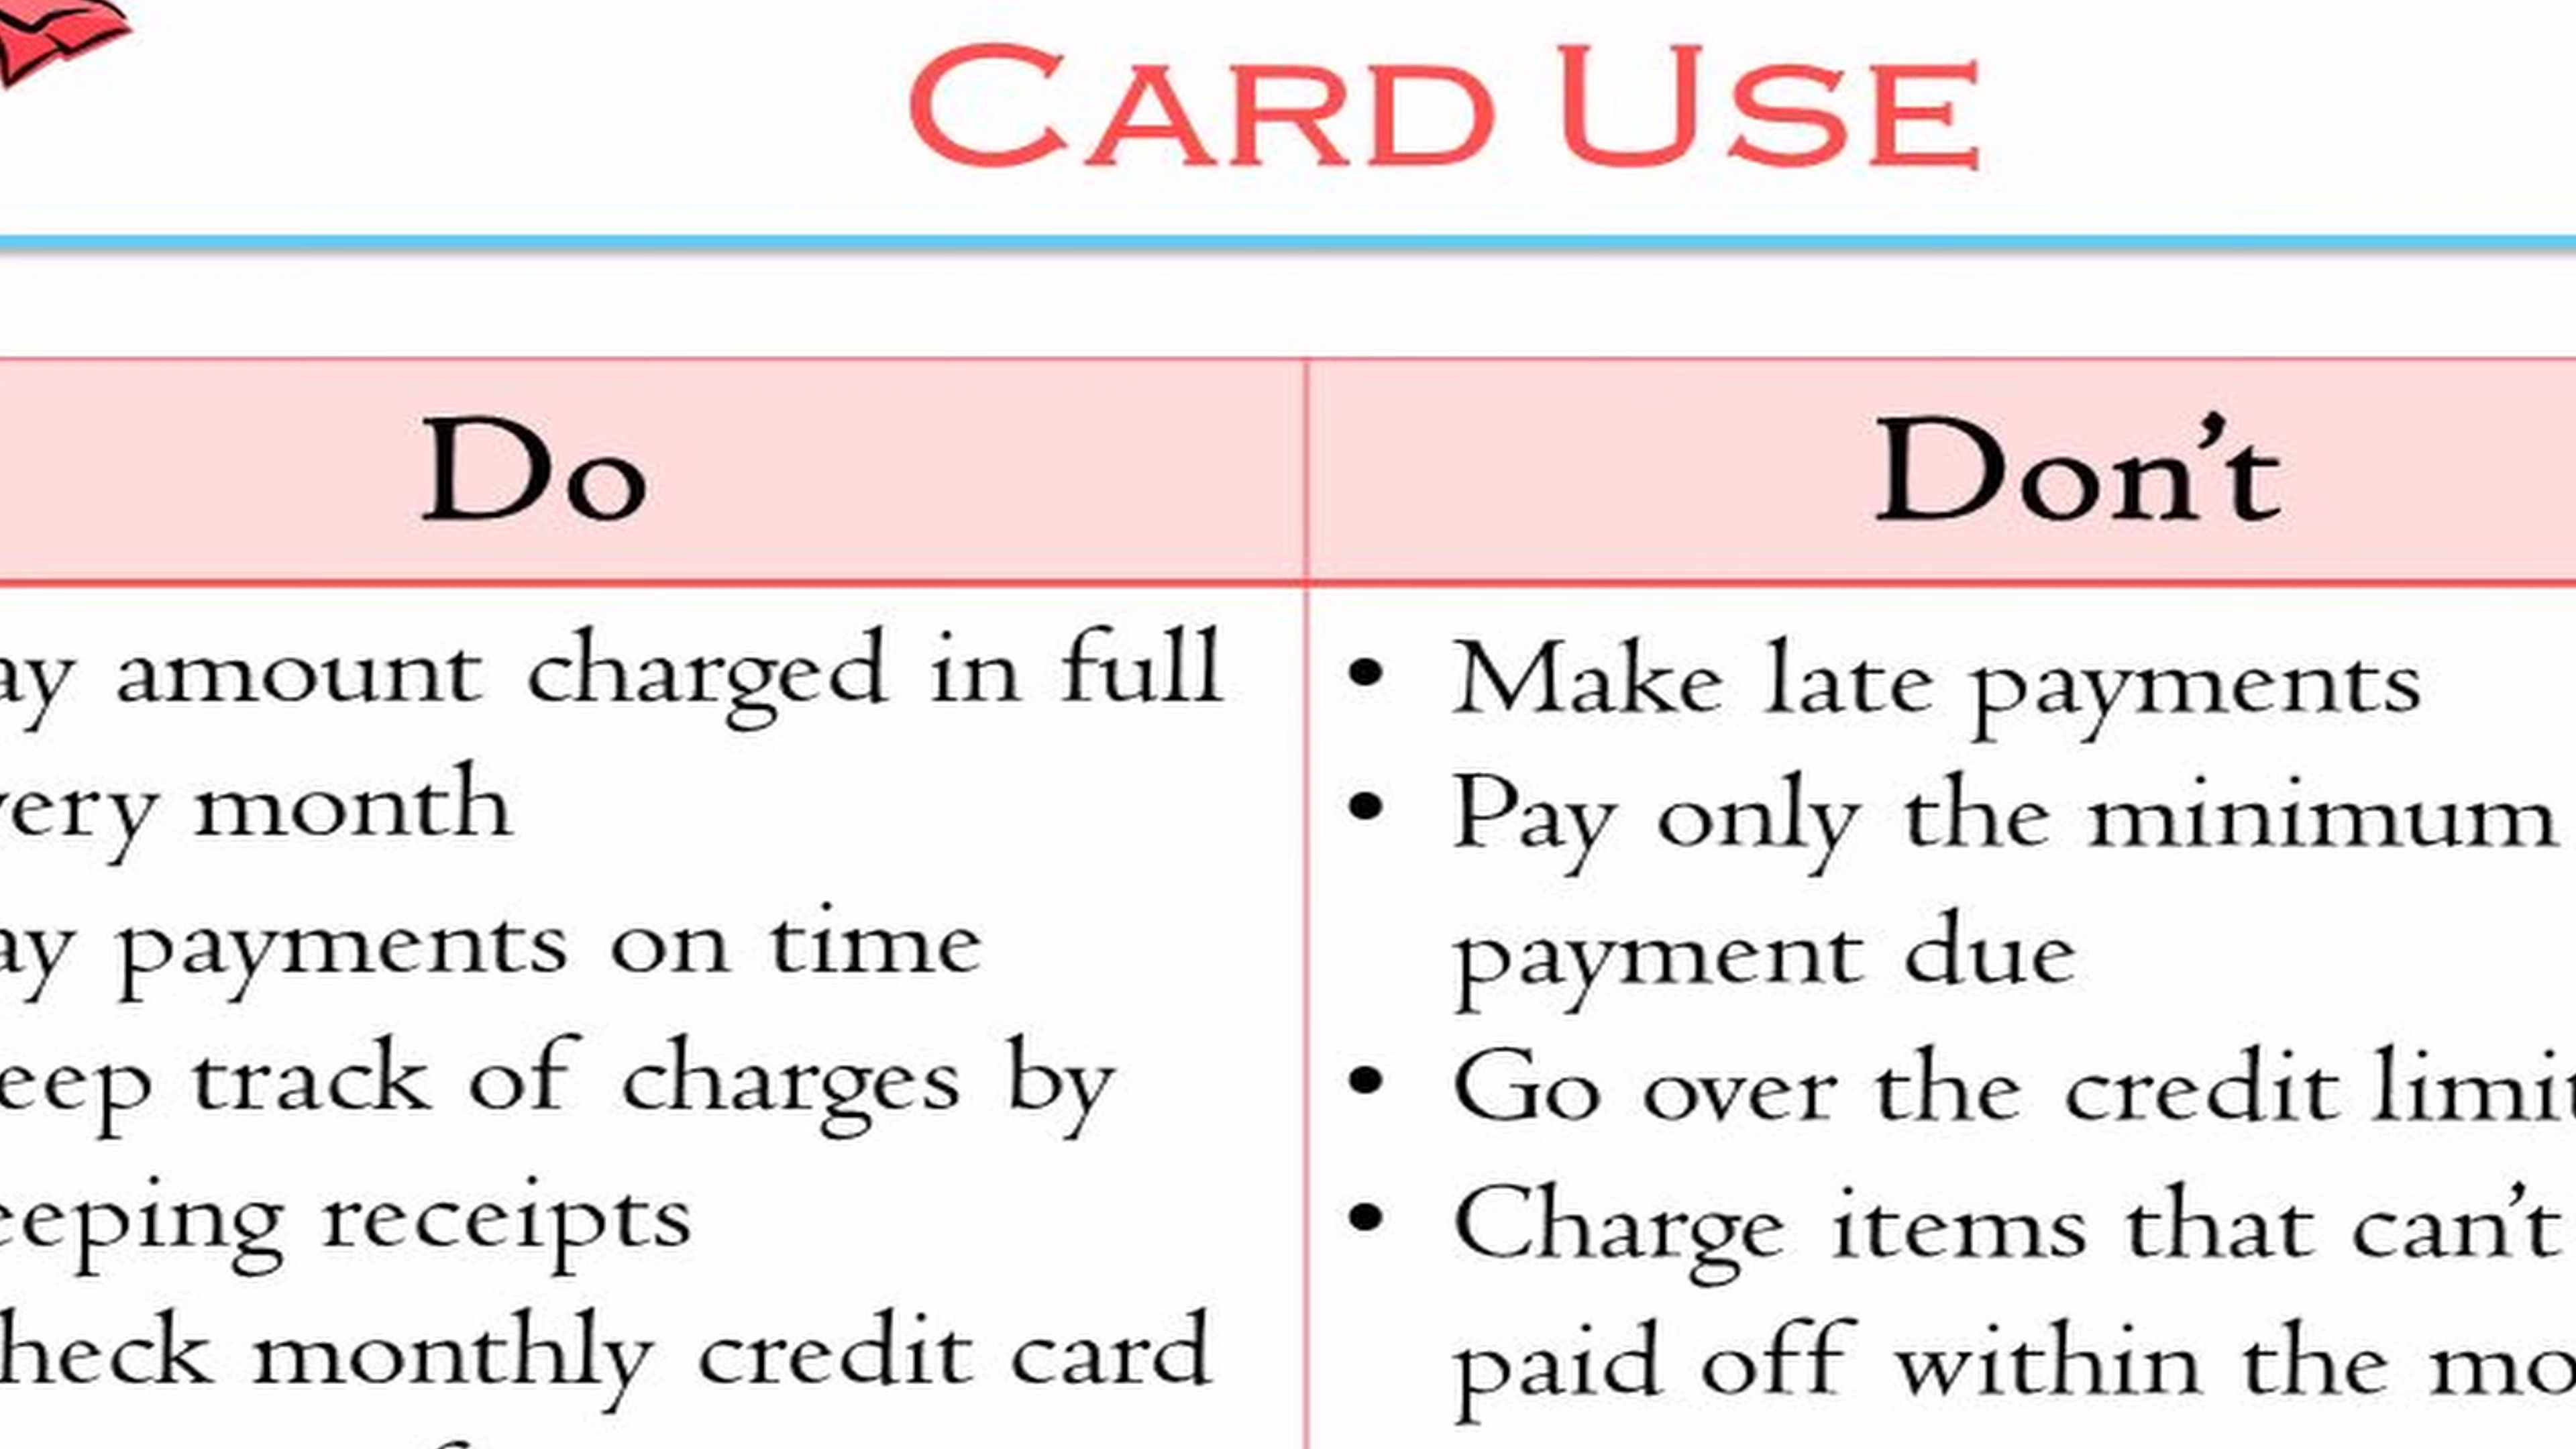 CARD USE
Do
Don't
ay amount charged in full
very month
ay payments on time
eep track of charges by
eeping receipts
heck monthly credit card
• Make late payments
• Pay only the minimum
payment due
• Go over the credit limit
• Charge items that can't
paid off within the mo